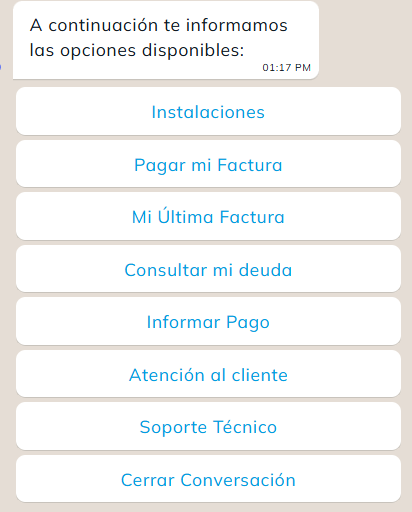 A continuación te informamos
las opciones disponibles:
01:17 PM
Instalaciones
Pagar mi Factura
Mi Última Factura
Consultar mi deuda
Informar Pago
Atención al cliente
Soporte Técnico
Cerrar Conversación